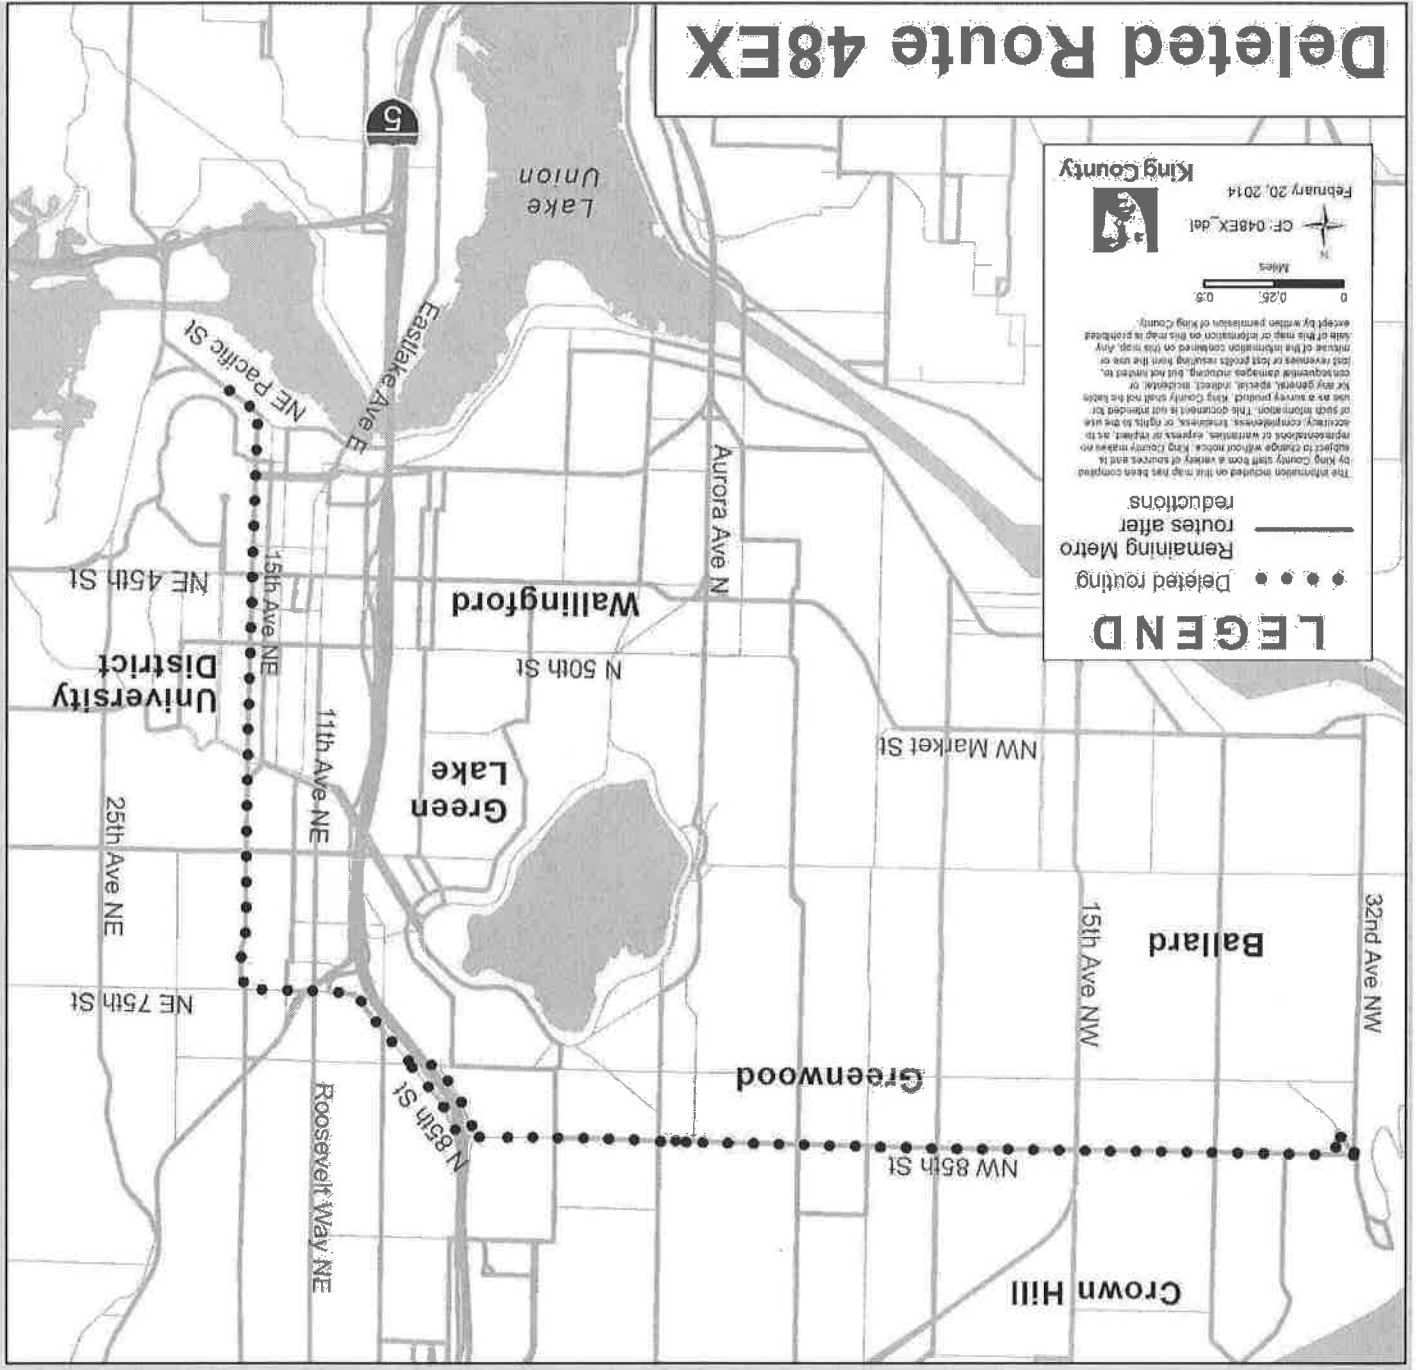 Crown Hill
NW 85th St
N 85th St
Roosevelt Way NE
Greenwood
NE 75th St
32nd Ave NW
Ballard
15th Ave NW
25th Ave NE
Green
Lake
11th Ave NE
NW Market St
University
District
N 50th St
Wallingford
15th Ave NE
NE 45th St
Aurora Ave N
NE Pacific St
Eastlake Ave E
Lake
Union
5
LEGEND
Deleted routing
Remaining Metro
routes after
reductions
The information included on this map has been compiled
by King County staff from a variety of sources and is
subject to change without notice. King County makes no
representations or warranties, express or implied, as to
accuracy, completeness, timeliness, or rights to the use
of such information. This document is not intended for
use as a survey product. King County shall not be liable
for any general, special, indirect, incidental, or
consequential damages including, but not limited to,
lost revenues or lost profits resulting from the use or
misuse of the information contained on this map. Any
sale of this map or information on this map is prohibited
except by written permission of King County.
0 0.25 0.5
Miles
N
CF: 048EX_del
February 20, 2014
King County
Deleted Route 48EX